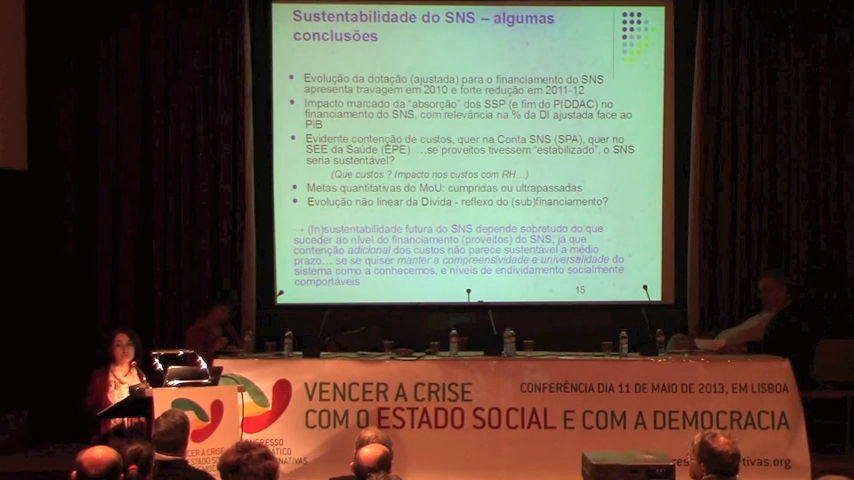 Sustentabilidade do SNS – algumas
conclusões
Evolução da dotação (ajustada) para o financiamento do SNS
apresenta travagem em 2010 e forte redução em 2011-12
Impacto marcado da "absorção" dos SSP (e fim do PIDDAC) no
financiamento do SNS, com relevância na % da DI ajustada face ao
PIB
Evidente contenção de custos, quer na Conta SNS (SPA), quer no
SEE da Saúde (EPE) …se proveitos tivessem "estabilizado", o SNS
seria sustentável?
(Que custos ? Impacto nos custos com RH…)
Metas quantitativas do MoU: cumpridas ou ultrapassadas
Evolução não linear da Dívida - reflexo do (sub)financiamento?
→ (In)sustentabilidade futura do SNS depende sobretudo do que
suceder ao nível do financiamento (proveitos) do SNS, já que
contenção adicional dos custos não parece sustentável a médio
prazo… se se quiser manter a compreensividade e universalidade do
sistema como a conhecemos, e níveis de endividamento socialmente
comportáveis
15
VENCER A CRISE
COM O ESTADO SOCIAL E COM A DEMOCRACIA
CONFERÊNCIA DIA 11 DE MAIO DE 2013, EM LISBOA